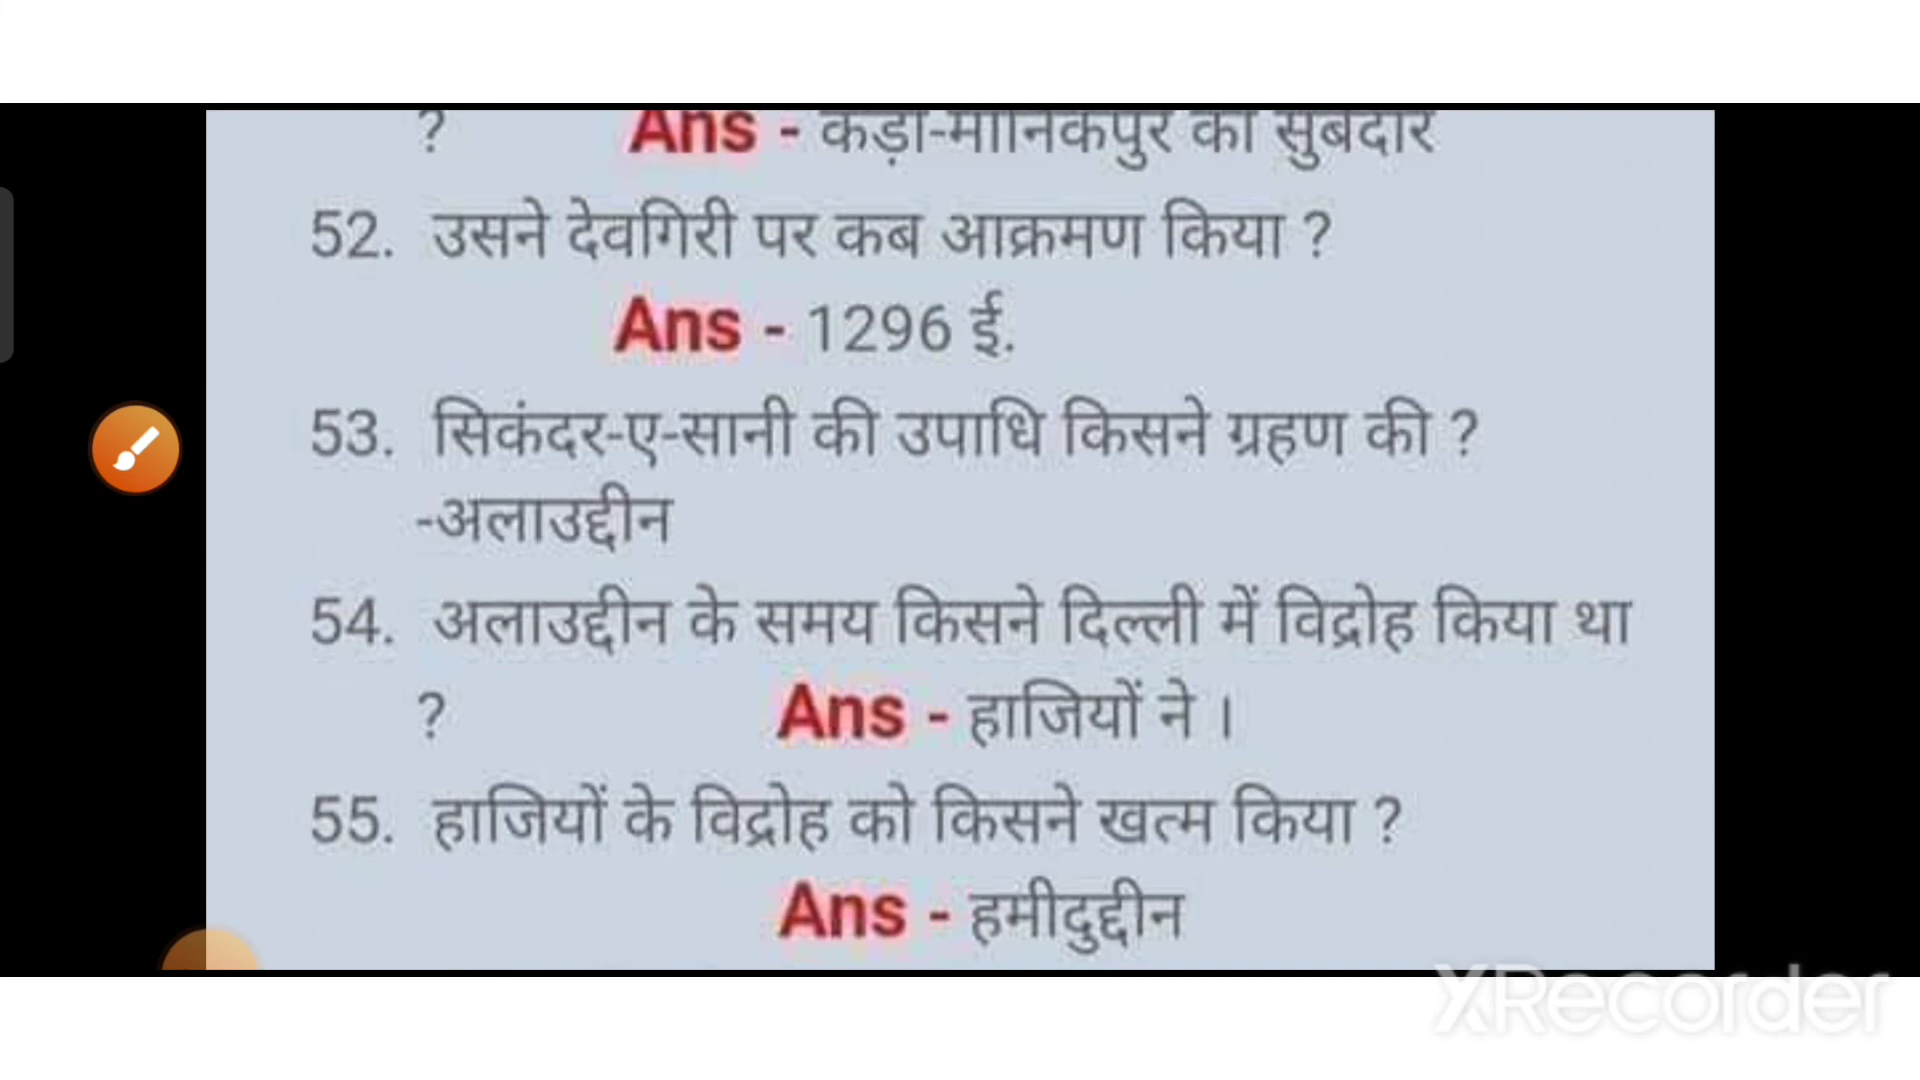 ? Ans - कड़ा-मानिकपुर का सुबेदार
52. उसने देवगिरी पर कब आक्रमण किया ?
Ans - 1296 ई.
53. सिकंदर-ए-सानी की उपाधि किसने ग्रहण की ?
-अलाउद्दीन
54. अलाउद्दीन के समय किसने दिल्ली में विद्रोह किया था
? Ans - हाजियों ने ।
55. हाजियों के विद्रोह को किसने खत्म किया ?
Ans - हमीदुद्दीन
XRecorder